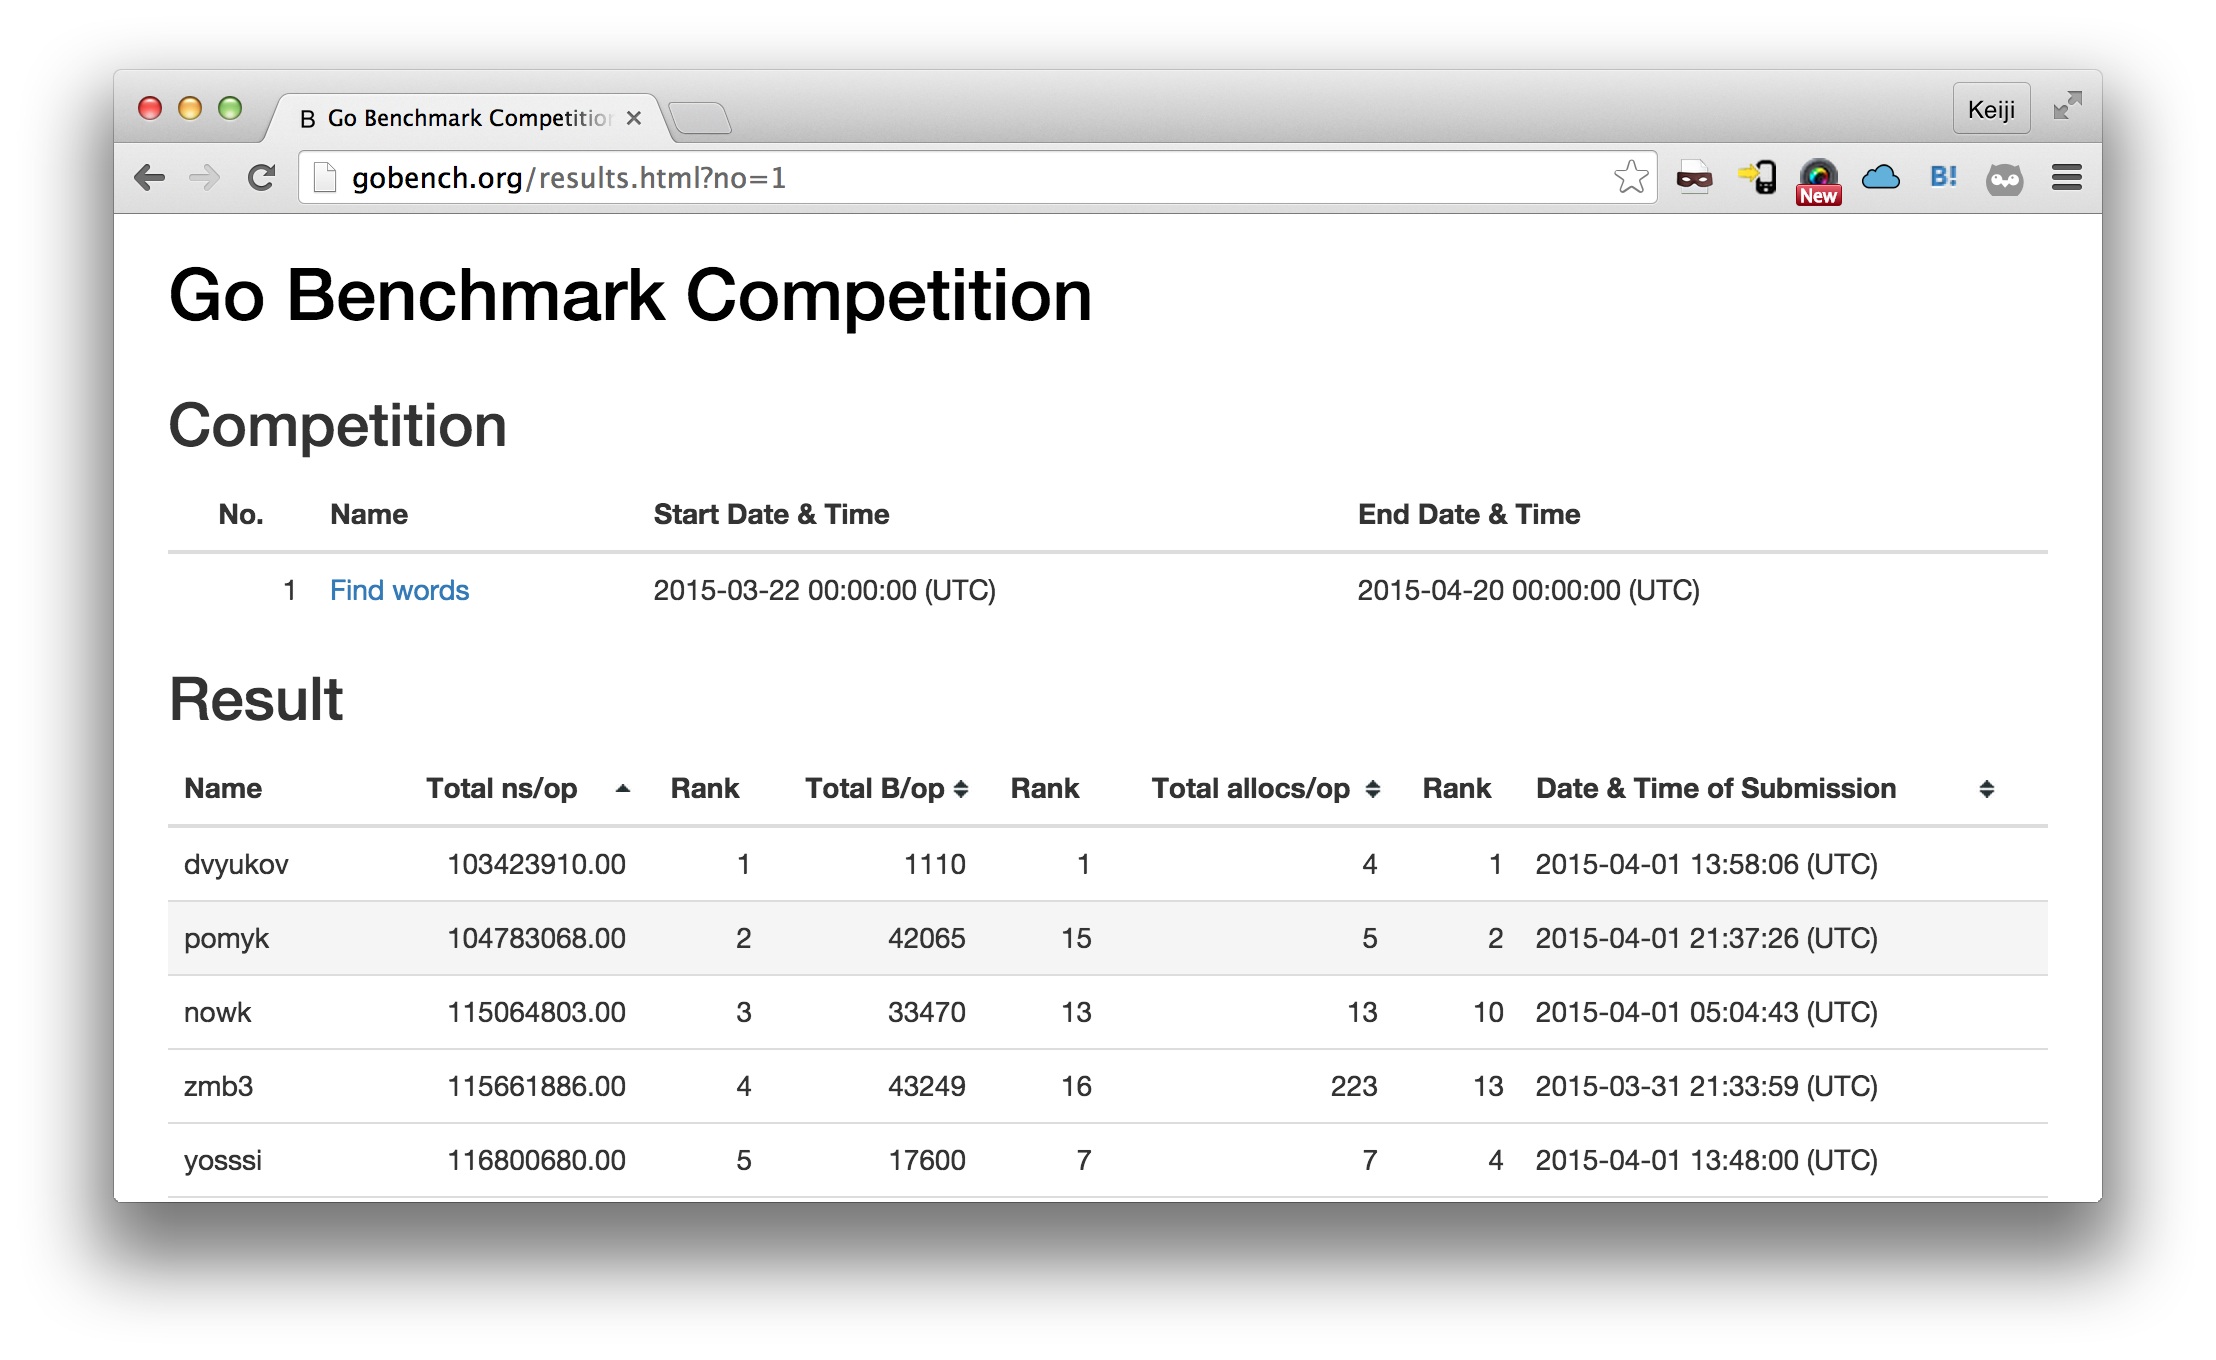 B Go Benchmark Competition
Keiji
gobench.org/results.html?no=1
New
B!
Go Benchmark Competition
Competition
No. Name Start Date & Time End Date & Time
1 Find words 2015-03-22 00:00:00 (UTC) 2015-04-20 00:00:00 (UTC)
Result
Name Total ns/op Rank Total B/op Rank Total allocs/op Rank Date & Time of Submission
dvyukov 103423910.00 1 1110 1 4 1 2015-04-01 13:58:06 (UTC)
pomyk 104783068.00 2 42065 15 5 2 2015-04-01 21:37:26 (UTC)
nowk 115064803.00 3 33470 13 13 10 2015-04-01 05:04:43 (UTC)
zmb3 115661886.00 4 43249 16 223 13 2015-03-31 21:33:59 (UTC)
yosssi 116800680.00 5 17600 7 7 4 2015-04-01 13:48:00 (UTC)